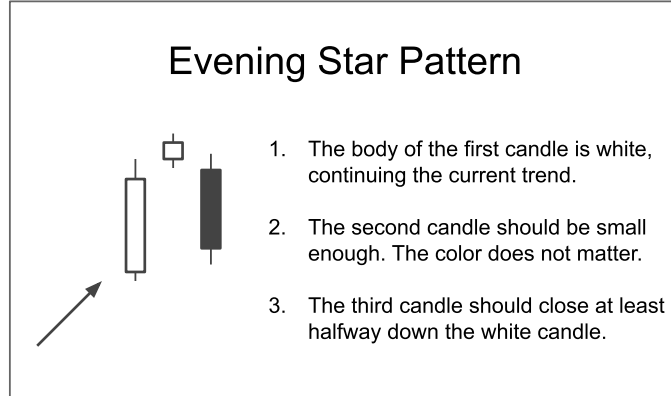 Evening Star Pattern
1. The body of the first candle is white,
continuing the current trend.
2. The second candle should be small
enough. The color does not matter.
3. The third candle should close at least
halfway down the white candle.